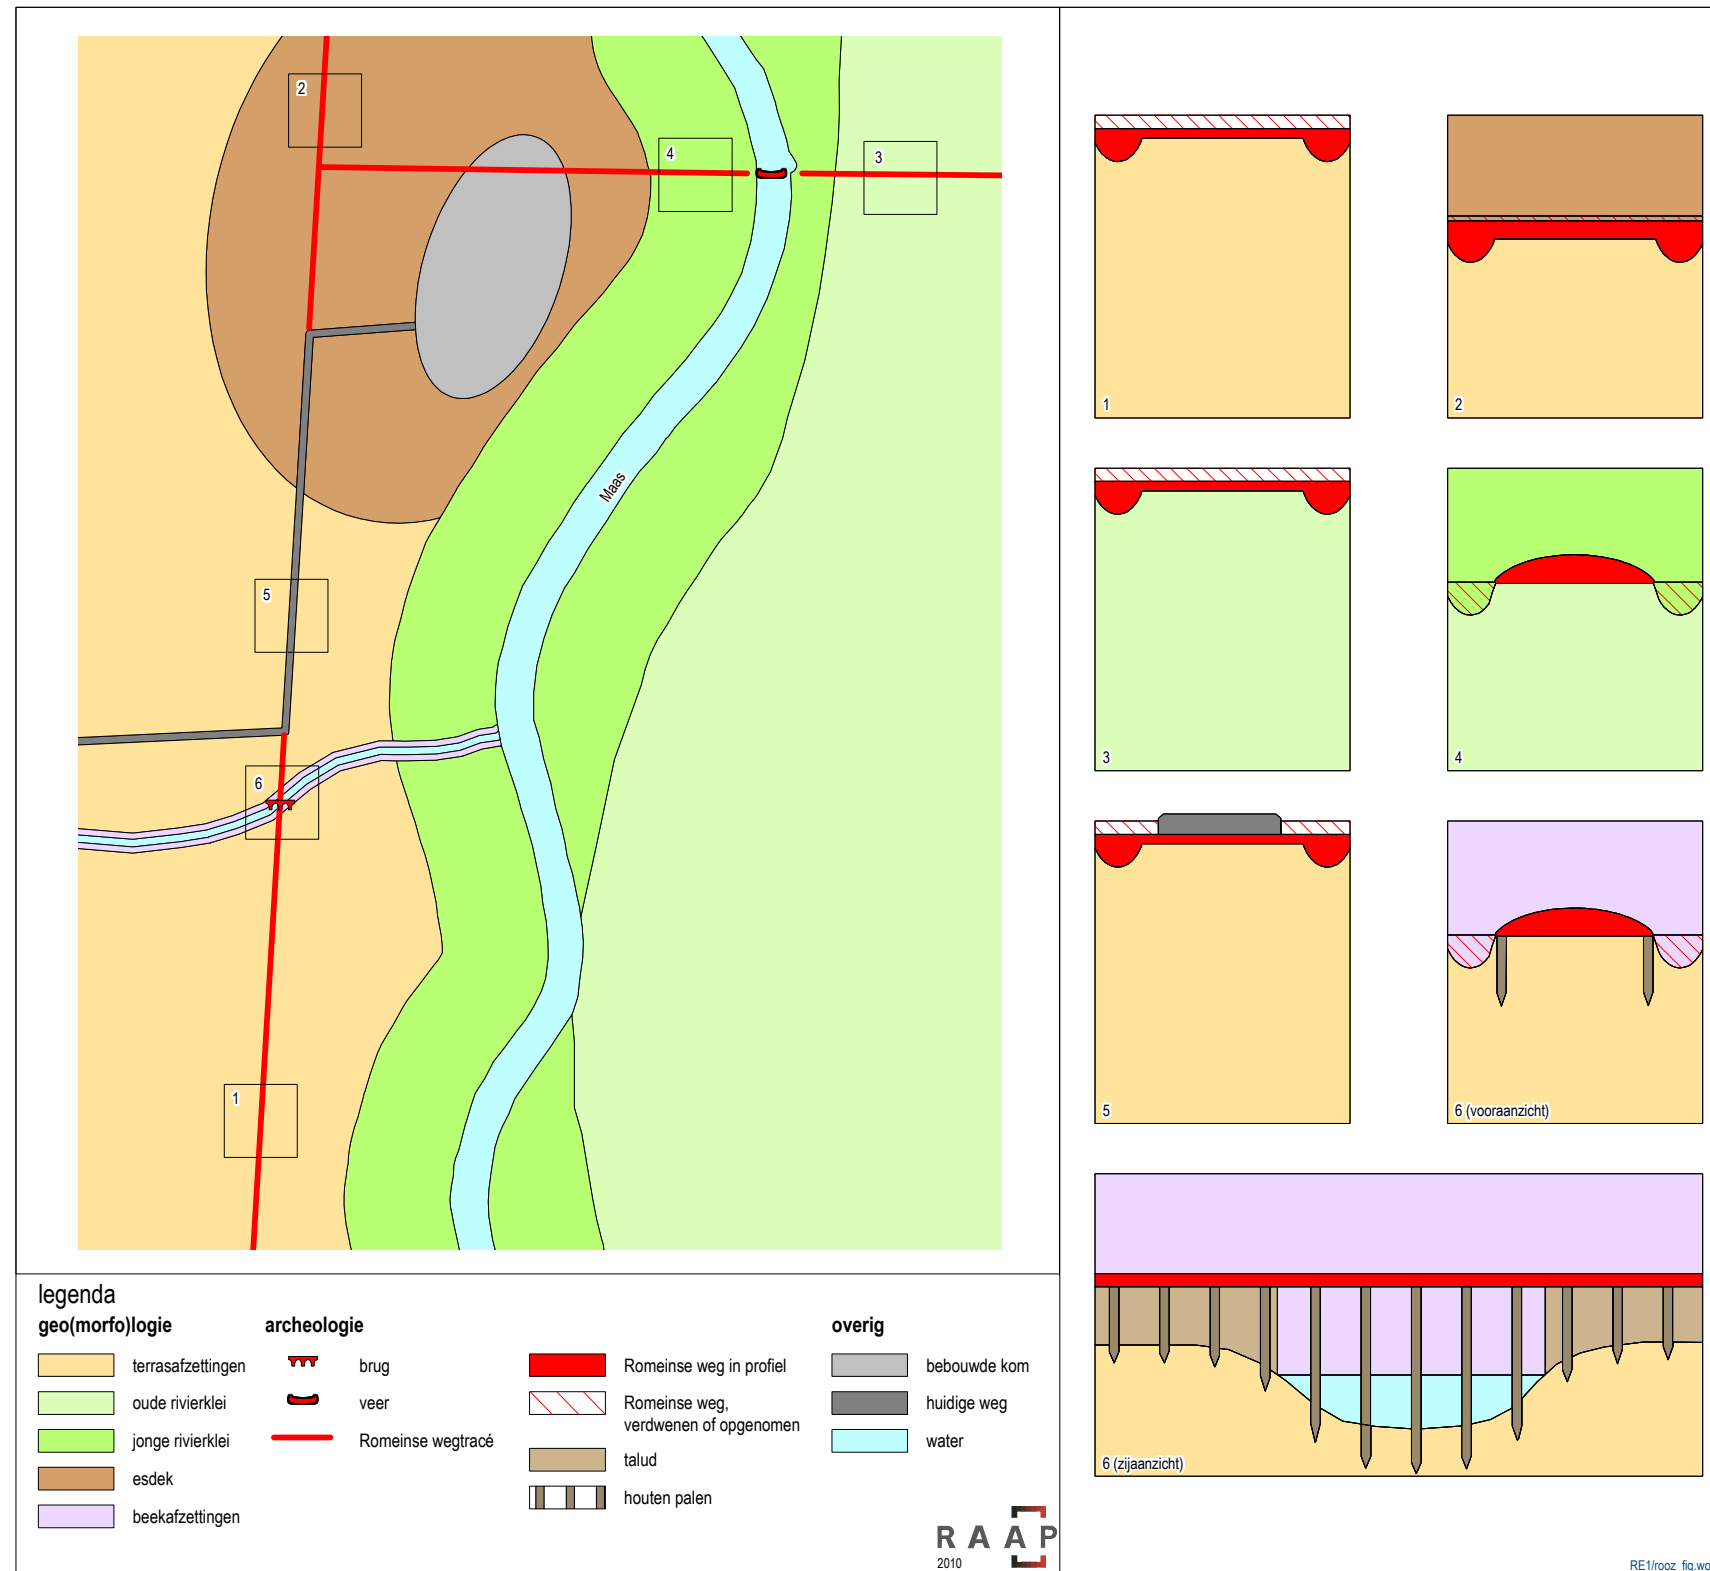 2
4
3
Maas
5
6
1
1
2
3
4
5
6 (vooraanzicht)
6 (zijaanzicht)
legenda
geo(morfo)logie
terrasafzettingen
oude rivierklei
jonge rivierklei
esdek
beekafzettingen
archeologie
brug
veer
Romeinse wegtracé
Romeinse weg in profiel
Romeinse weg,
verdwenen of opgenomen
talud
houten palen
overig
bebouwde kom
huidige weg
water
RAAP
2010
RE1/rooz_fig.wo